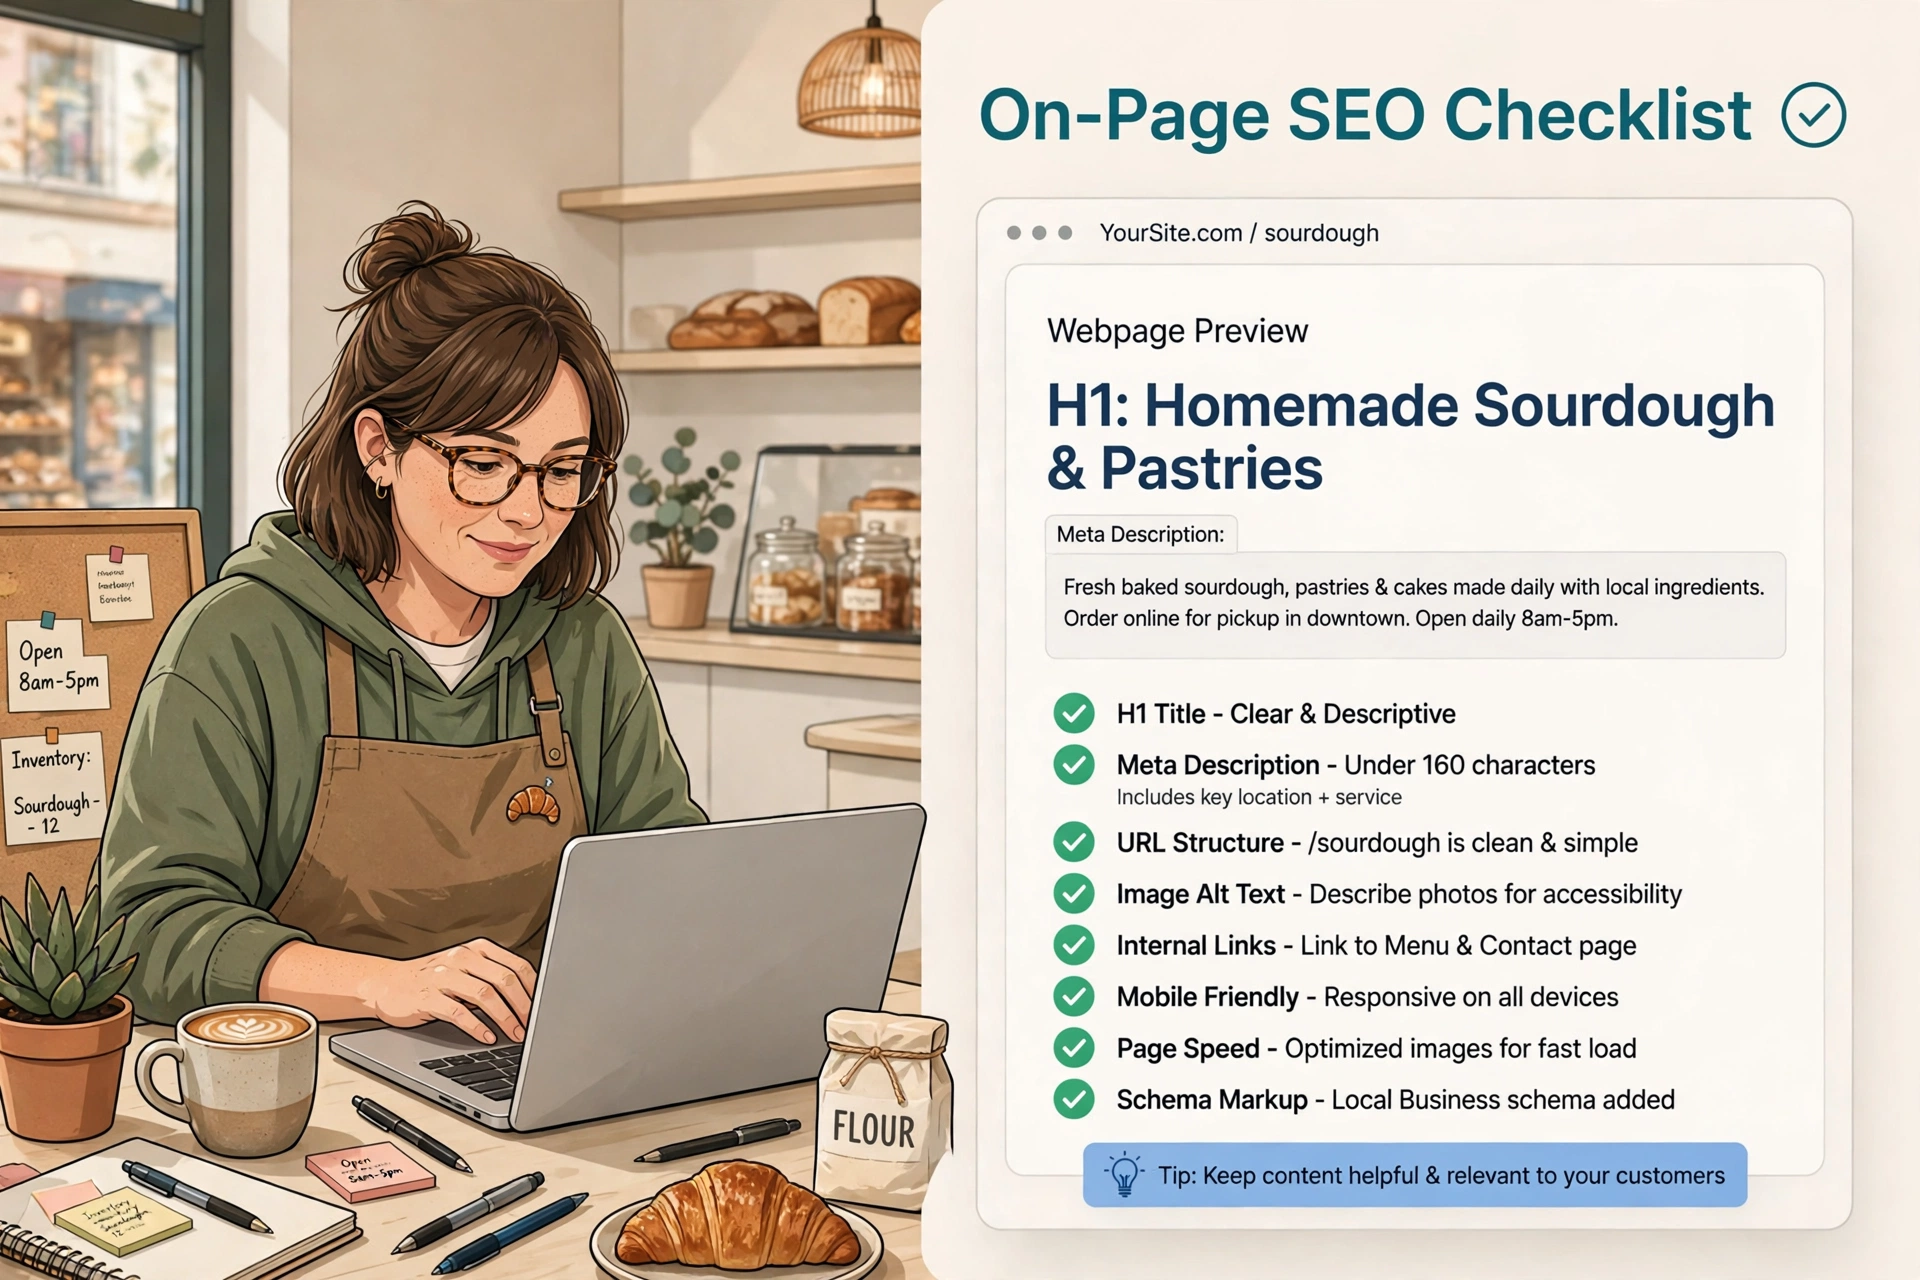 On-Page SEO Checklist
YourSite.com / sourdough
Webpage Preview
H1: Homemade Sourdough
& Pastries
Meta Description:
Fresh baked sourdough, pastries & cakes made daily with local ingredients.
Order online for pickup in downtown. Open daily 8am-5pm.
H1 Title - Clear & Descriptive
Meta Description - Under 160 characters
Includes key location + service
URL Structure - /sourdough is clean & simple
Image Alt Text - Describe photos for accessibility
Internal Links - Link to Menu & Contact page
Mobile Friendly - Responsive on all devices
Page Speed - Optimized images for fast load
Schema Markup - Local Business schema added
Tip: Keep content helpful & relevant to your customers
Open
8am-5pm
Inventory:
Sourdough -
- 12
FLOUR
Open
5am-5pm
Inventory
12